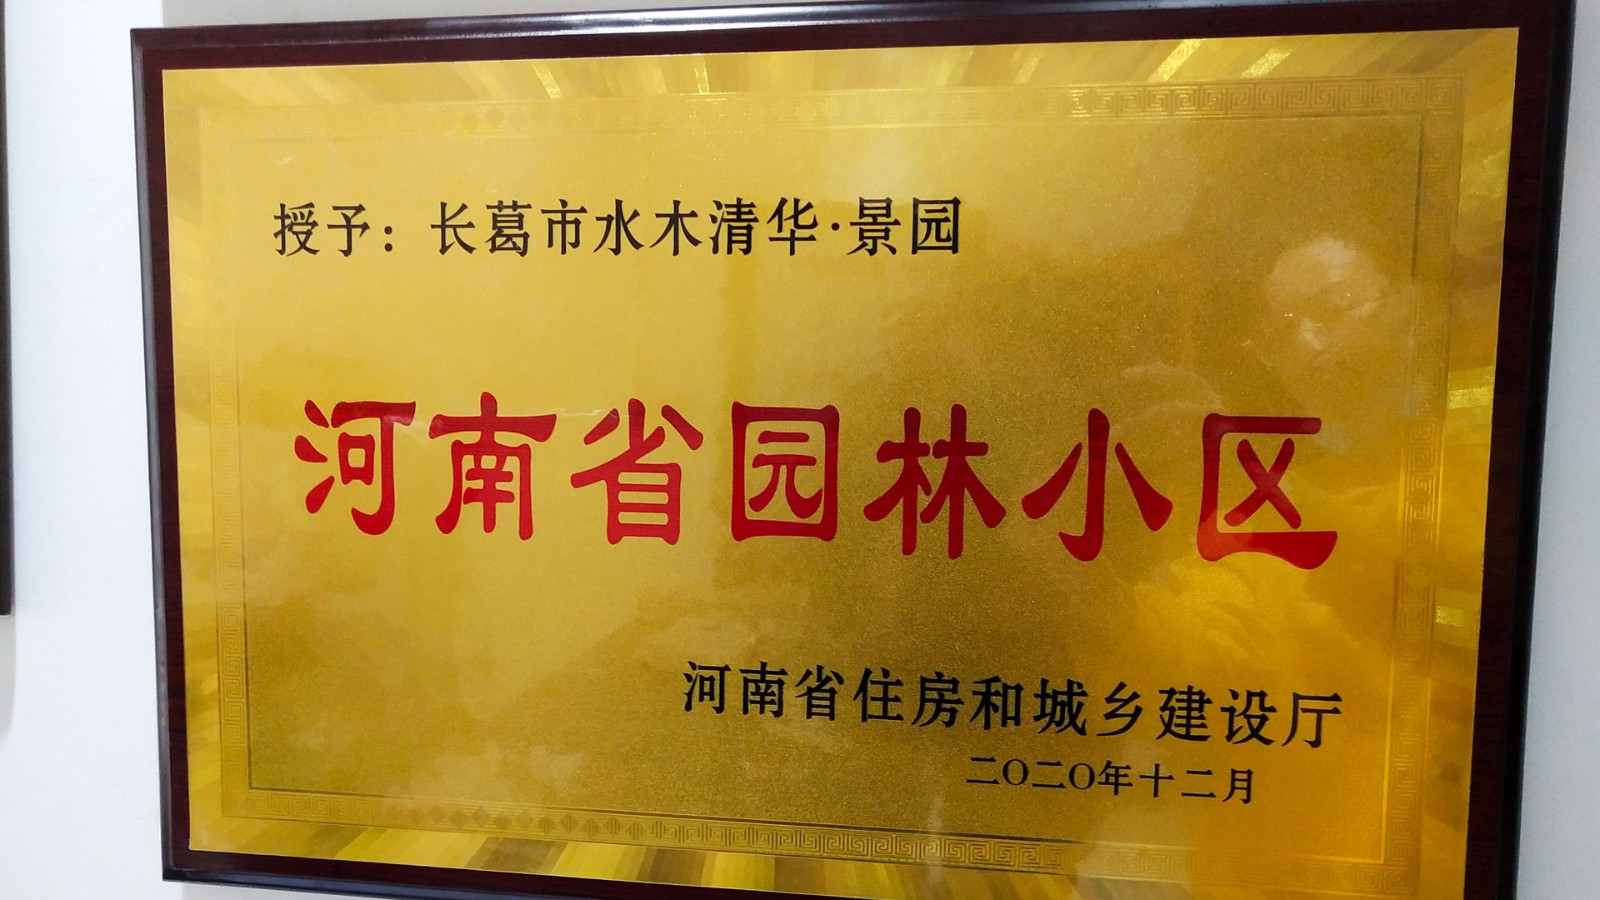 授予：长葛市水木清华·景园
河南省园林小区
河南省住房和城乡建设厅
二〇二〇年十二月